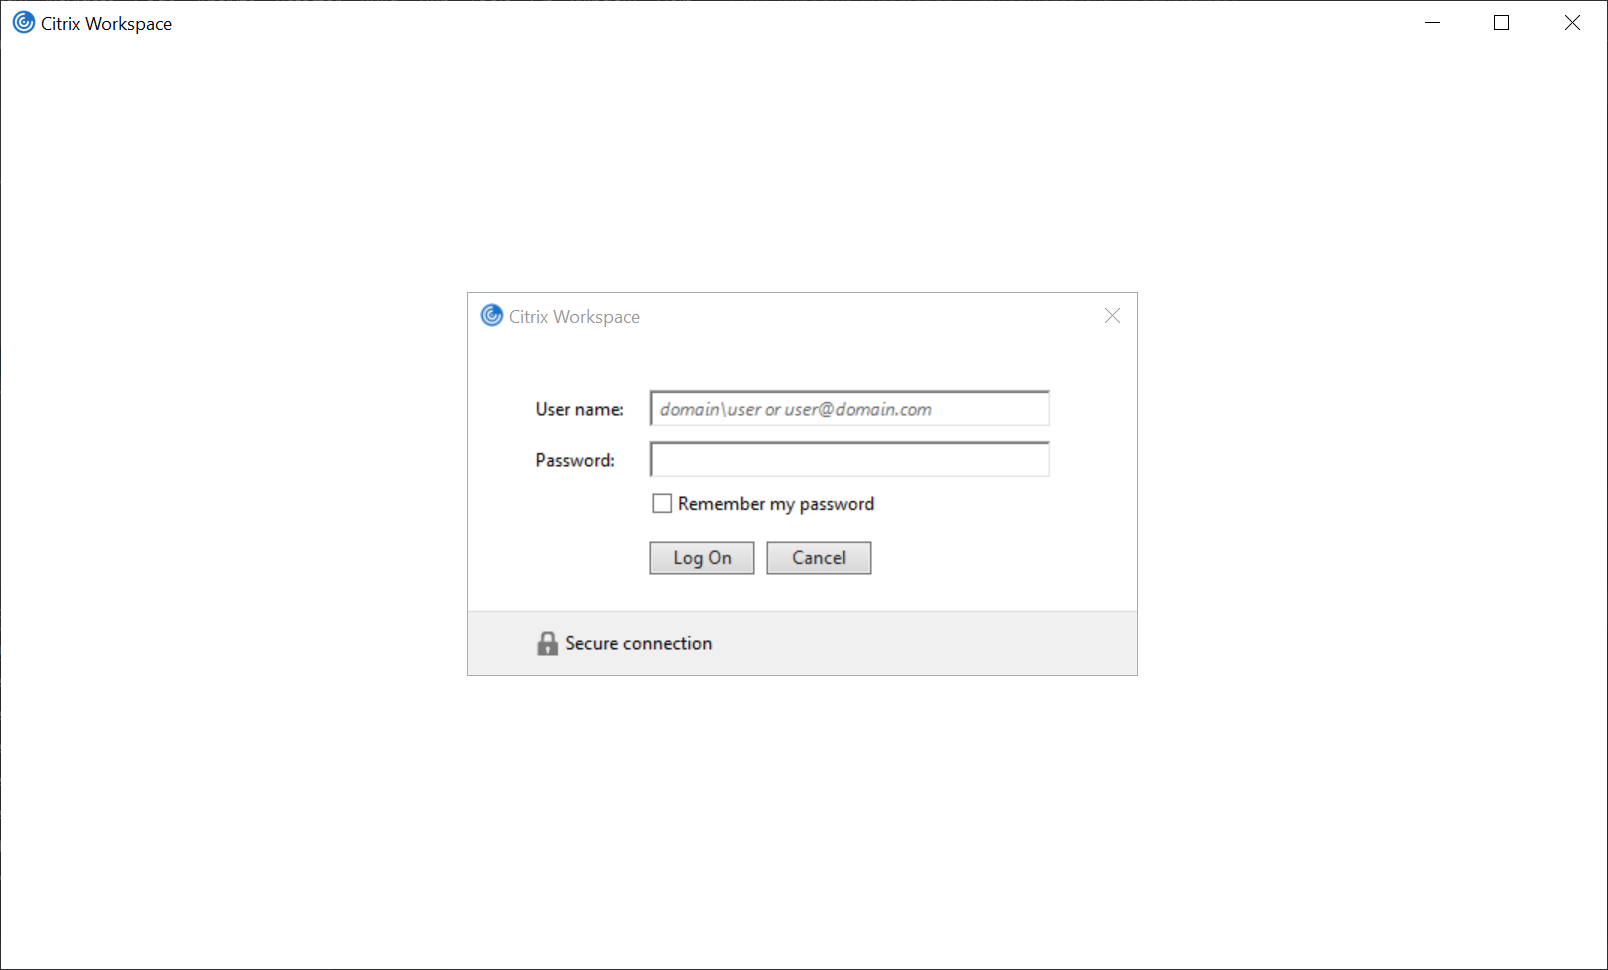 Citrix Workspace
Citrix Workspace
User name: domain\user or user@domain.com
Password:
Remember my password
Log On Cancel
Secure connection